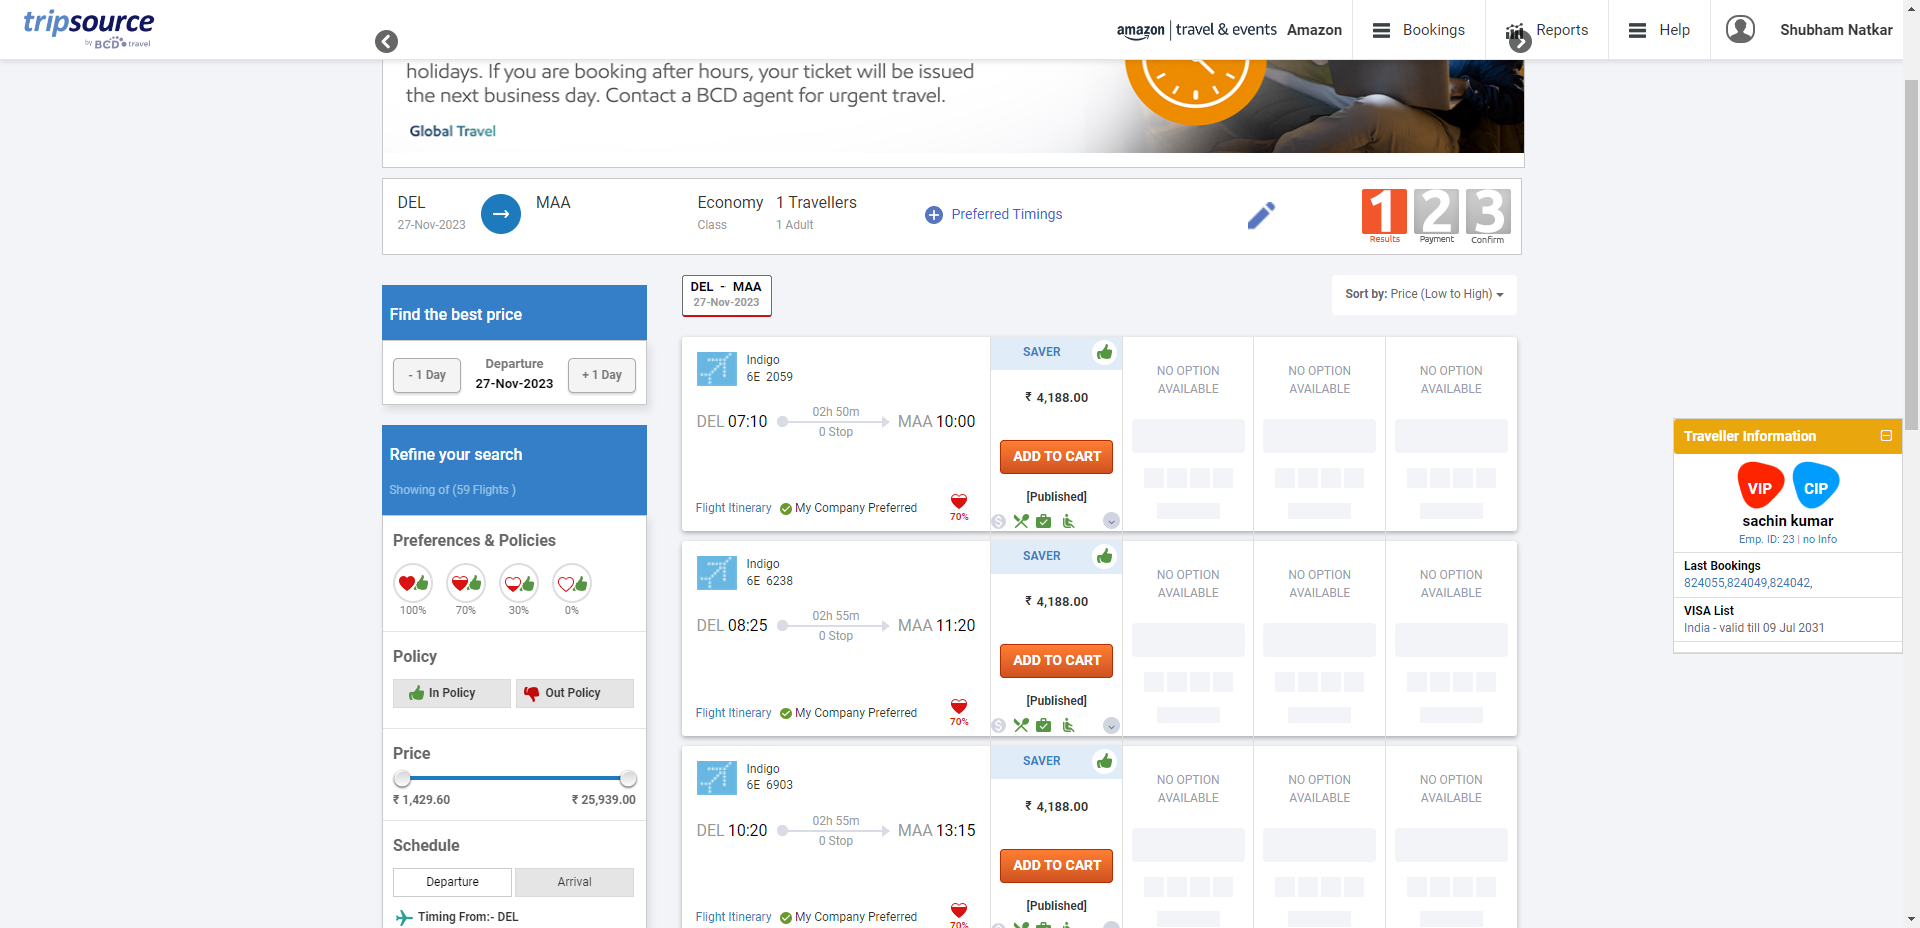 tripsource
by BCD travel
amazon | travel & events Amazon
Bookings
Reports
Help
Shubham Natkar
holidays. If you are booking after hours, your ticket will be issued
the next business day. Contact a BCD agent for urgent travel.
Global Travel
DEL
27-Nov-2023
MAA
Economy
Class
1 Travellers
1 Adult
Preferred Timings
1 2 3
Results Payment Confirm
Find the best price
- 1 Day
Departure
27-Nov-2023
+ 1 Day
Refine your search
Showing of (59 Flights )
Preferences & Policies
100% 70% 30% 0%
Policy
In Policy
Out Policy
Price
₹ 1,429.60 ₹ 25,939.00
Schedule
Departure Arrival
Timing From:- DEL
DEL - MAA
27-Nov-2023
Sort by: Price (Low to High)
Indigo
6E 2059
DEL 07:10
02h 50m
0 Stop
MAA 10:00
Flight Itinerary
My Company Preferred
70%
SAVER
₹ 4,188.00
ADD TO CART
[Published]
NO OPTION
AVAILABLE
NO OPTION
AVAILABLE
NO OPTION
AVAILABLE
Indigo
6E 6238
DEL 08:25
02h 55m
0 Stop
MAA 11:20
Flight Itinerary
My Company Preferred
70%
SAVER
₹ 4,188.00
ADD TO CART
[Published]
NO OPTION
AVAILABLE
NO OPTION
AVAILABLE
NO OPTION
AVAILABLE
Indigo
6E 6903
DEL 10:20
02h 55m
0 Stop
MAA 13:15
Flight Itinerary
My Company Preferred
70%
SAVER
₹ 4,188.00
ADD TO CART
[Published]
NO OPTION
AVAILABLE
NO OPTION
AVAILABLE
NO OPTION
AVAILABLE
Traveller Information
VIP
CIP
sachin kumar
Emp. ID: 23 | no Info
Last Bookings
824055,824049,824042,
VISA List
India - valid till 09 Jul 2031